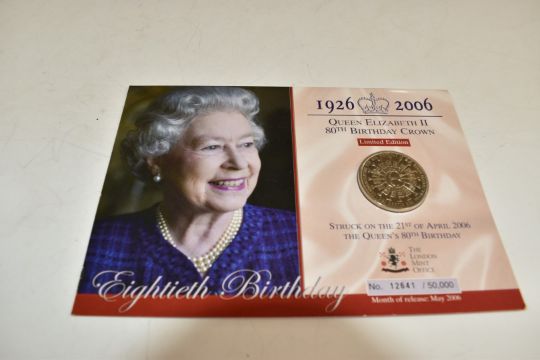 1926 2006
QUEEN ELIZABETH II
80TH BIRTHDAY CROWN
Limited Edition
STRUCK ON THE 21ST OF APRIL 2006
THE QUEEN'S 80TH BIRTHDAY
THE
LONDON
MINT
OFFICE
Eightieth Birthday
No. 12641 / 50,000
Month of release: May 2006